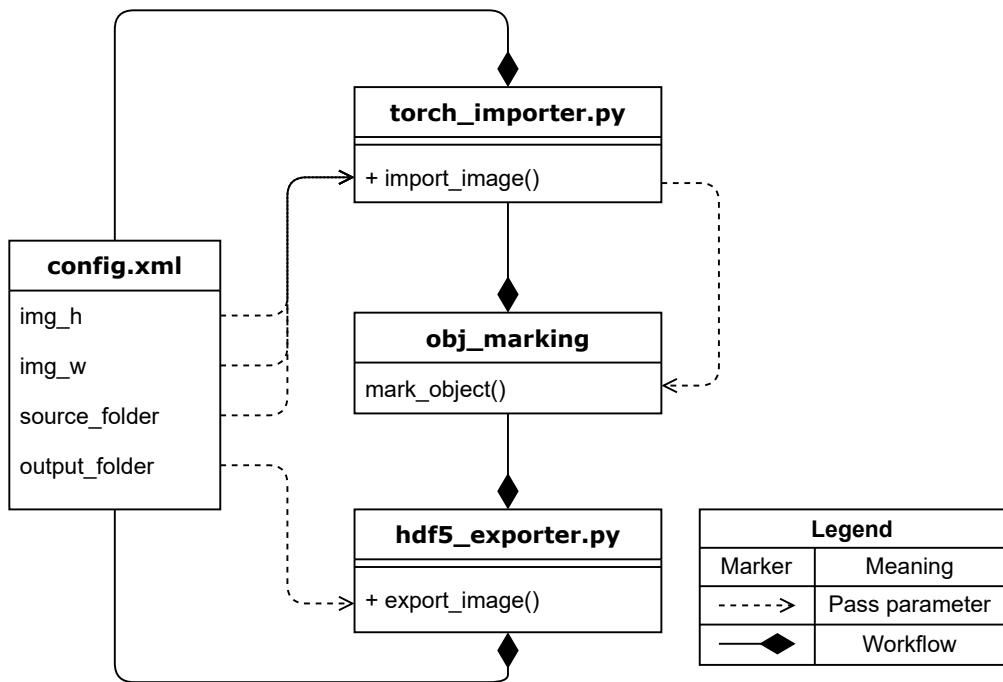 torch_importer.py
+ import_image()
config.xml
img_h
img_w
source_folder
output_folder
obj_marking
mark_object()
hdf5_exporter.py
+ export_image()
Legend
Marker Meaning
Pass parameter
Workflow